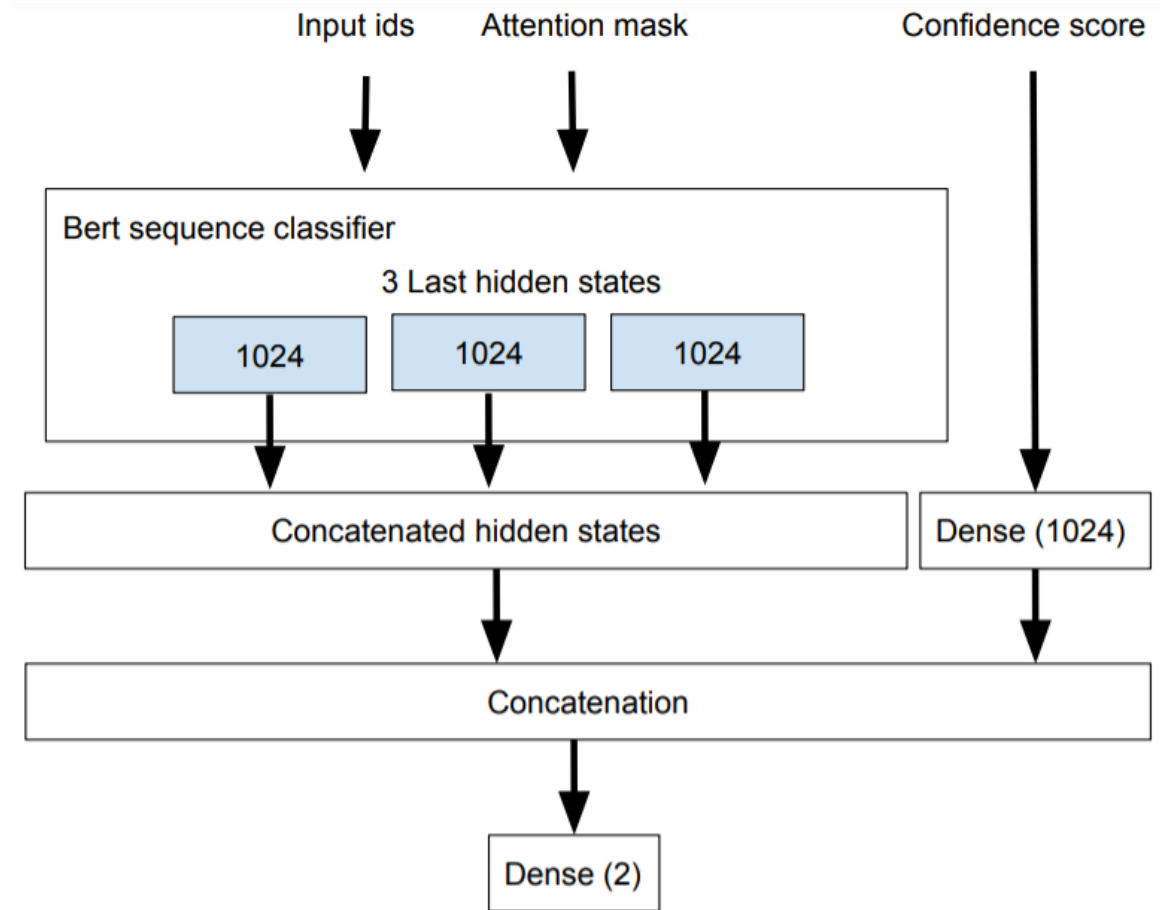 Input ids
Attention mask
Confidence score
Bert sequence classifier
3 Last hidden states
1024
1024
1024
Concatenated hidden states
Dense (1024)
Concatenation
Dense (2)